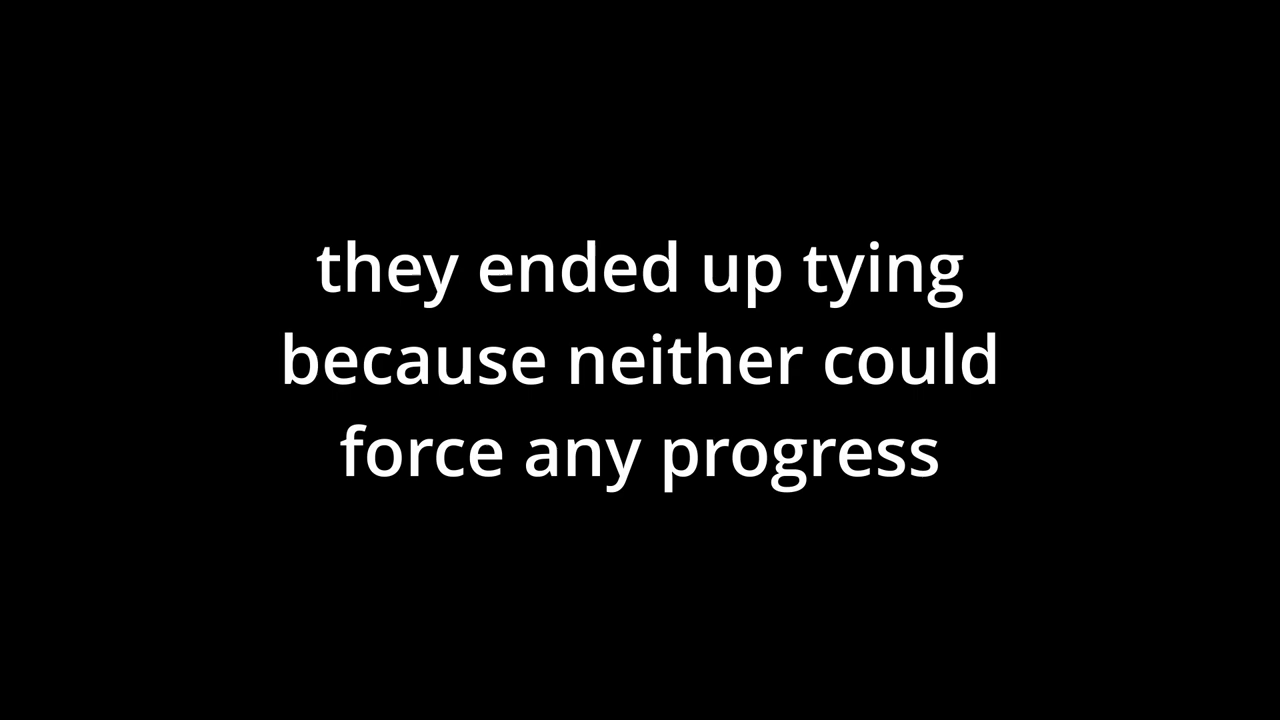 they ended up tying
because neither could
force any progress